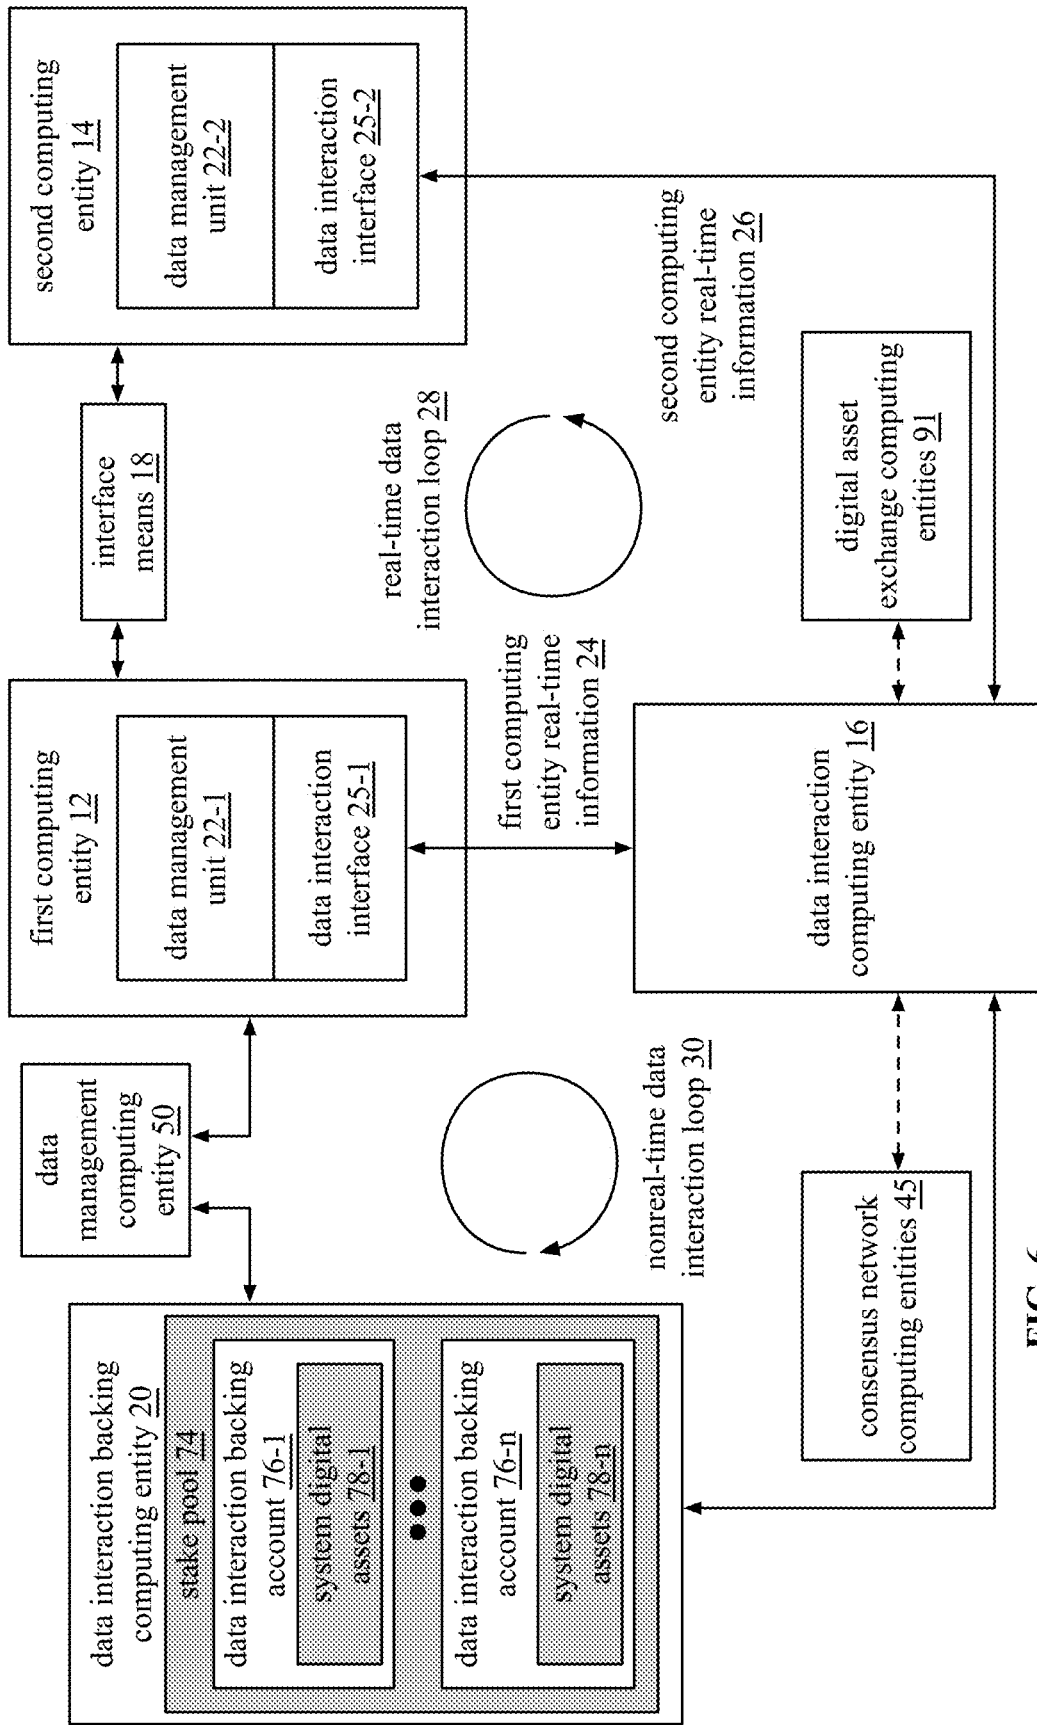 data interaction backing
computing entity 20
stake pool 74
data interaction backing
account 76-1
system digital
assets 78-1
data interaction backing
account 76-n
system digital
assets 78-n
data
management
computing
entity 50
first computing
entity 12
data management
unit 22-1
data interaction
interface 25-1
interface
means 18
second computing
entity 14
data management
unit 22-2
data interaction
interface 25-2
nonreal-time data
interaction loop 30
real-time data
interaction loop 28
first computing
entity real-time
information 24
second computing
entity real-time
information 26
consensus network
computing entities 45
data interaction
computing entity 16
digital asset
exchange computing
entities 91
FIG. 6